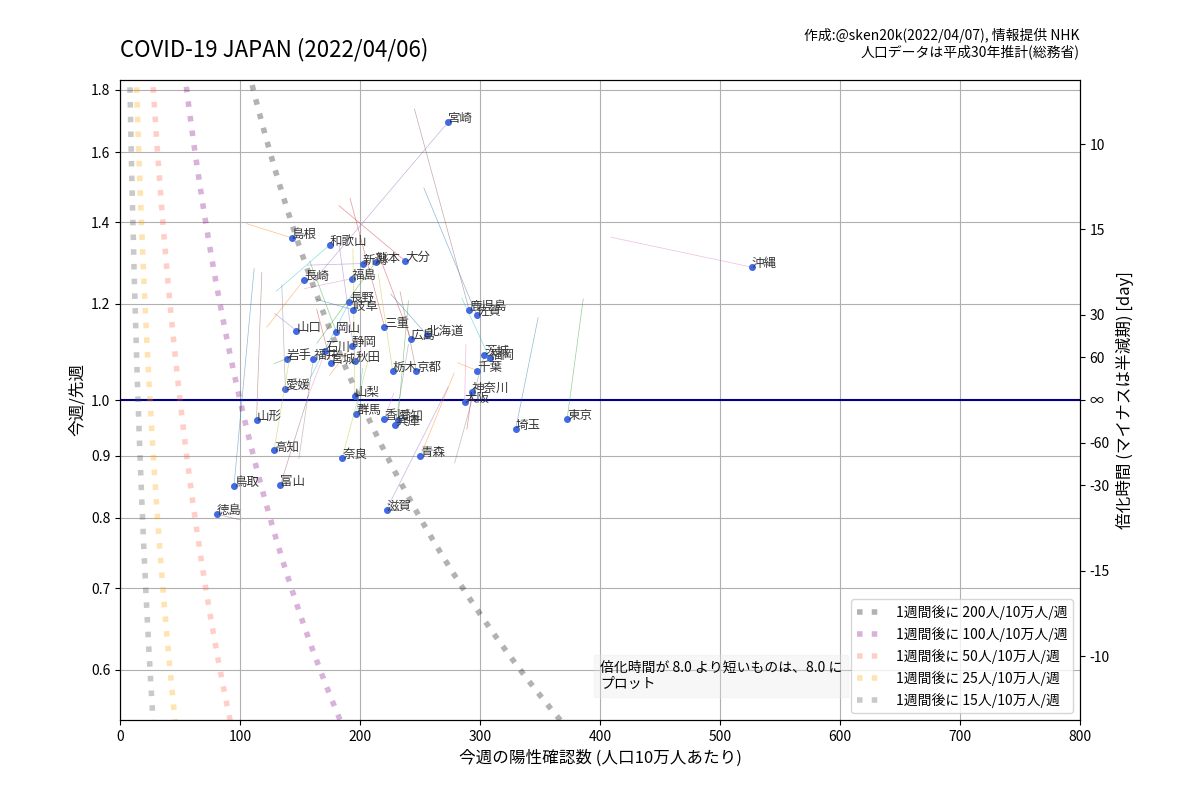 COVID-19 JAPAN (2022/04/06)
作成:@sken20k(2022/04/07), 情報提供 NHK
人口データは平成30年推計(総務省)
1.8
1.6
1.4
1.2
1.0
0.9
0.8
0.7
0.6
今週/先週
10
15
30
60
∞
-60
-30
-15
-10
倍化時間 (マイナスは半減期) [day]
宮崎
島根
和歌山
新潟
熊本
大分
沖縄
長崎
福島
長野
岐阜
鹿児島
佐賀
山口
岡山
三重
広島
北海道
石川
静岡
岩手
福井
宮城
秋田
茨城
福岡
栃木
京都
千葉
愛媛
山梨
神奈川
大阪
群馬
山形
香川
愛知
兵庫
埼玉
東京
高知
奈良
青森
鳥取
富山
滋賀
徳島
倍化時間が 8.0 より短いものは、8.0 に
プロット
1週間後に 200人/10万人/週
1週間後に 100人/10万人/週
1週間後に 50人/10万人/週
1週間後に 25人/10万人/週
1週間後に 15人/10万人/週
0 100 200 300 400 500 600 700 800
今週の陽性確認数 (人口10万人あたり)